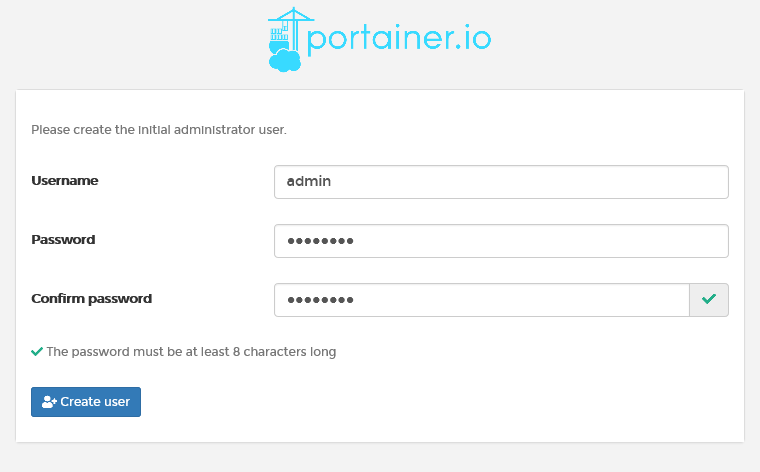 portainer.io
Please create the initial administrator user.
Username
admin
Password
••••••••
Confirm password
••••••••
The password must be at least 8 characters long
Create user